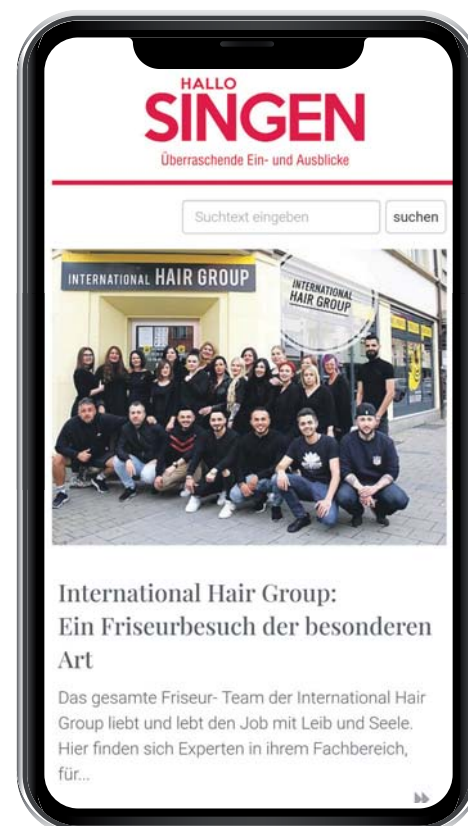 HALLO
SINGEN
Überraschende Ein- und Ausblicke
Suchtext eingeben suchen
INTERNATIONAL HAIR GROUP
INTERNATIONAL
HAIR GROUP
International Hair Group:
Ein Friseurbesuch der besonderen
Art
Das gesamte Friseur- Team der International Hair
Group liebt und lebt den Job mit Leib und Seele.
Hier finden sich Experten in ihrem Fachbereich,
für...